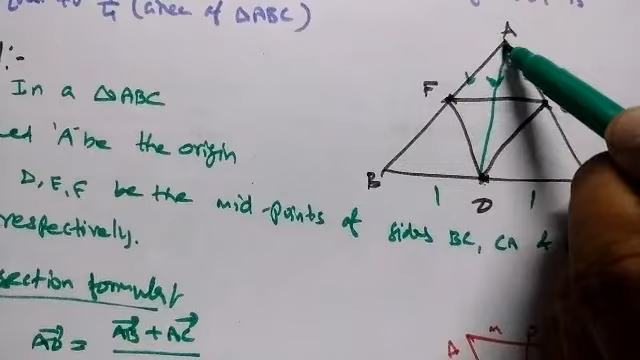 (area of ΔABC)
:-
In a ΔABC
'A' be the origin
D, E, F be the mid-points of sides BC, CA &
respectively.
section formula
AD = AB + AC
A
F
B
1
D
1
A
m